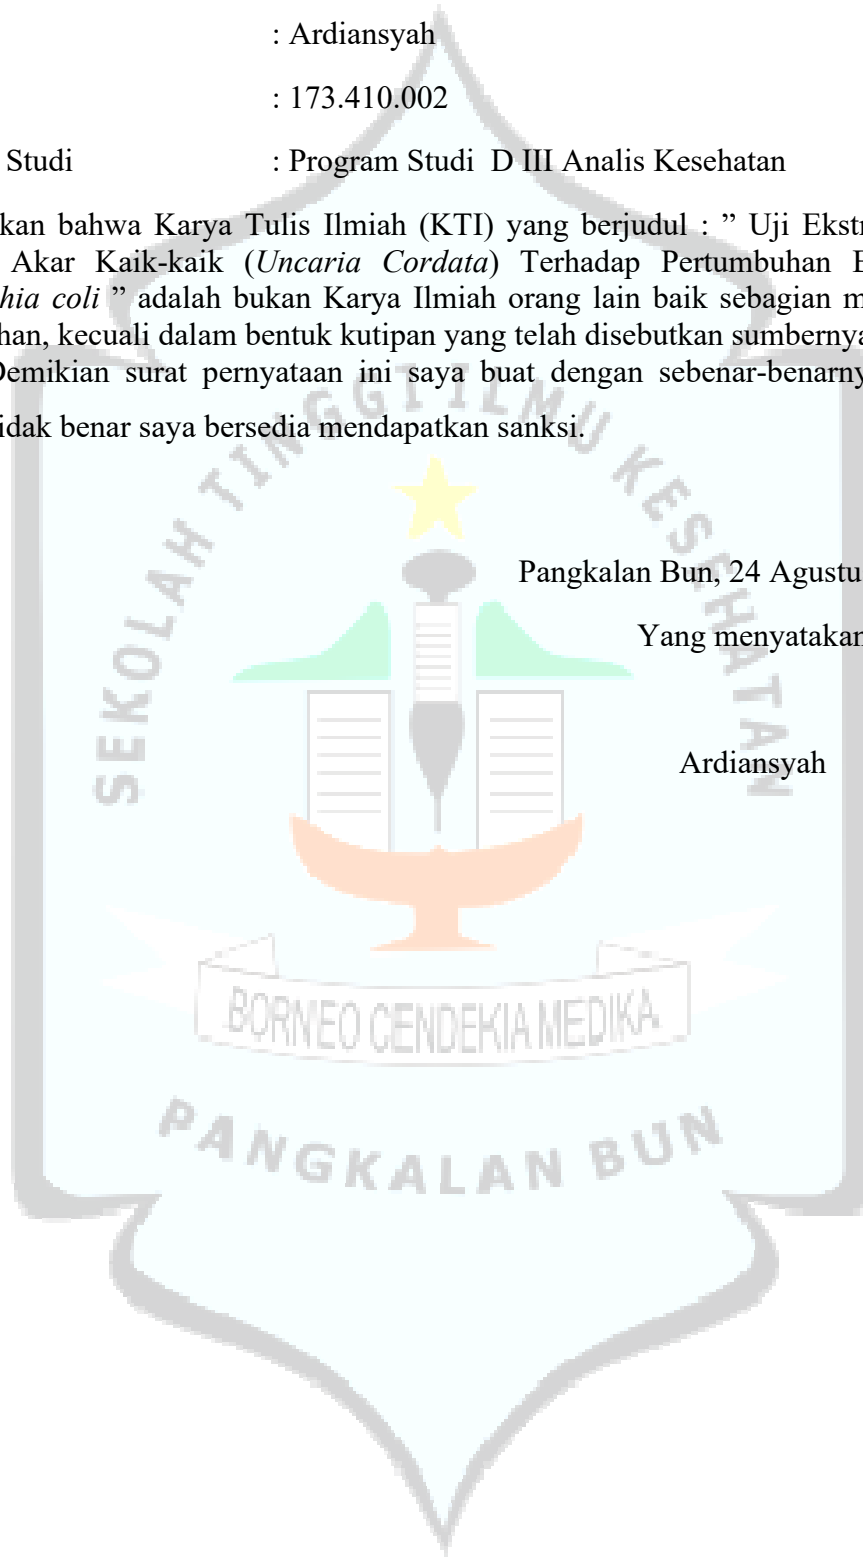 : Ardiansyah
: 173.410.002
Studi : Program Studi D III Analis Kesehatan
kan bahwa Karya Tulis Ilmiah (KTI) yang berjudul : ” Uji Ekstr
Akar Kaik-kaik (Uncaria Cordata) Terhadap Pertumbuhan B
hia coli ” adalah bukan Karya Ilmiah orang lain baik sebagian m
han, kecuali dalam bentuk kutipan yang telah disebutkan sumbernya
Demikian surat pernyataan ini saya buat dengan sebenar-benarny
idak benar saya bersedia mendapatkan sanksi.
SEKOLAH TINGGI ILMU KESEHATAN
Pangkalan Bun, 24 Agustu
Yang menyatakan
Ardiansyah
BORNEO CENDEKIA MEDIKA
PANGKALAN BUN